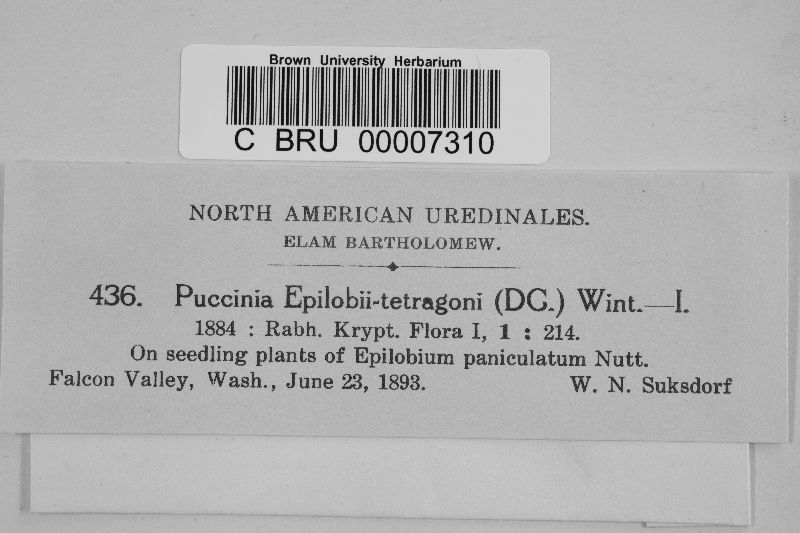 Brown University Herbarium
C BRU 00007310
NORTH AMERICAN UREDINALES.
ELAM BARTHOLOMEW.
436. Puccinia Epilobii-tetragoni (DC.) Wint.—I.
1884 : Rabh. Krypt. Flora I, 1 : 214.
On seedling plants of Epilobium paniculatum Nutt.
Falcon Valley, Wash., June 23, 1893. W. N. Suksdorf